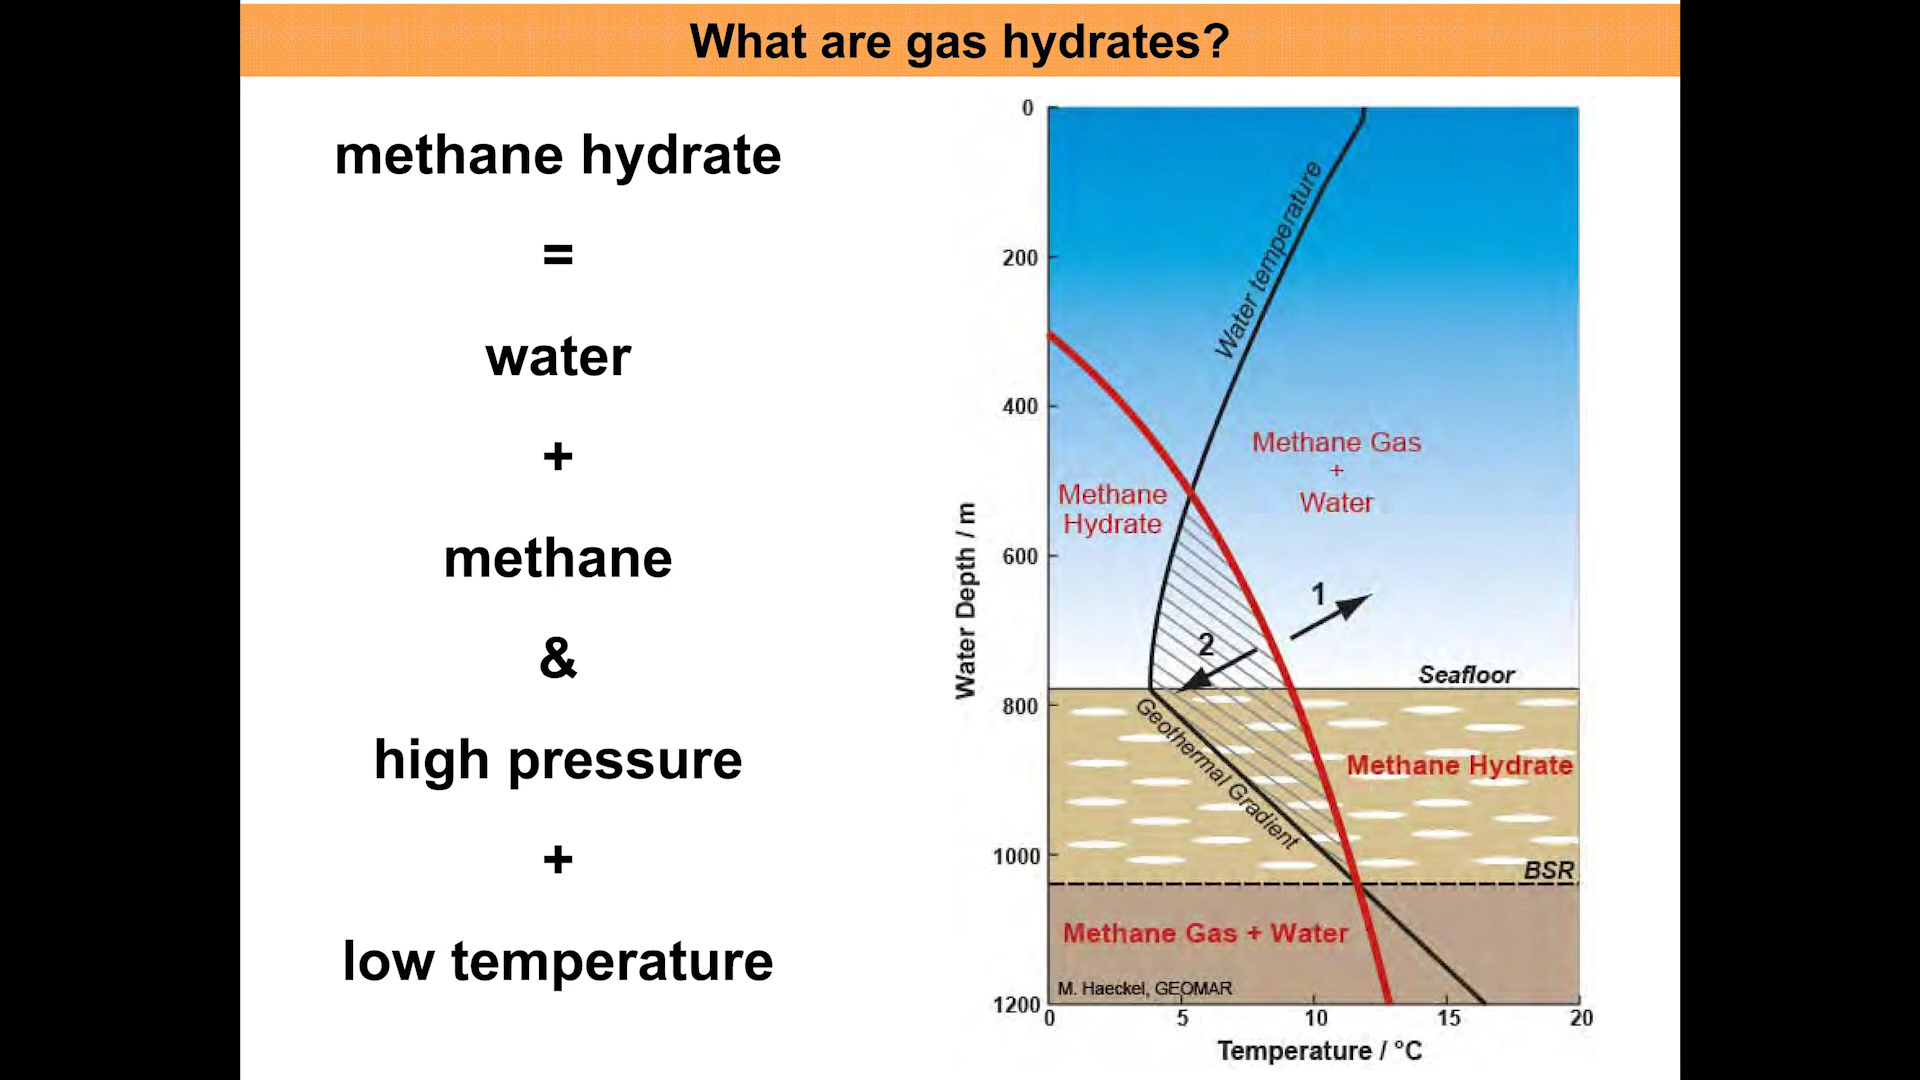 What are gas hydrates?
methane hydrate
=
water
+
methane
&
high pressure
+
low temperature
0
200
400
600
800
1000
1200
Water Depth / m
Water temperature
Methane Gas
+
Water
Methane
Hydrate
1
2
Seafloor
Geothermal Gradient
Methane Hydrate
BSR
Methane Gas + Water
M. Haeckel, GEOMAR
0 5 10 15 20
Temperature / °C